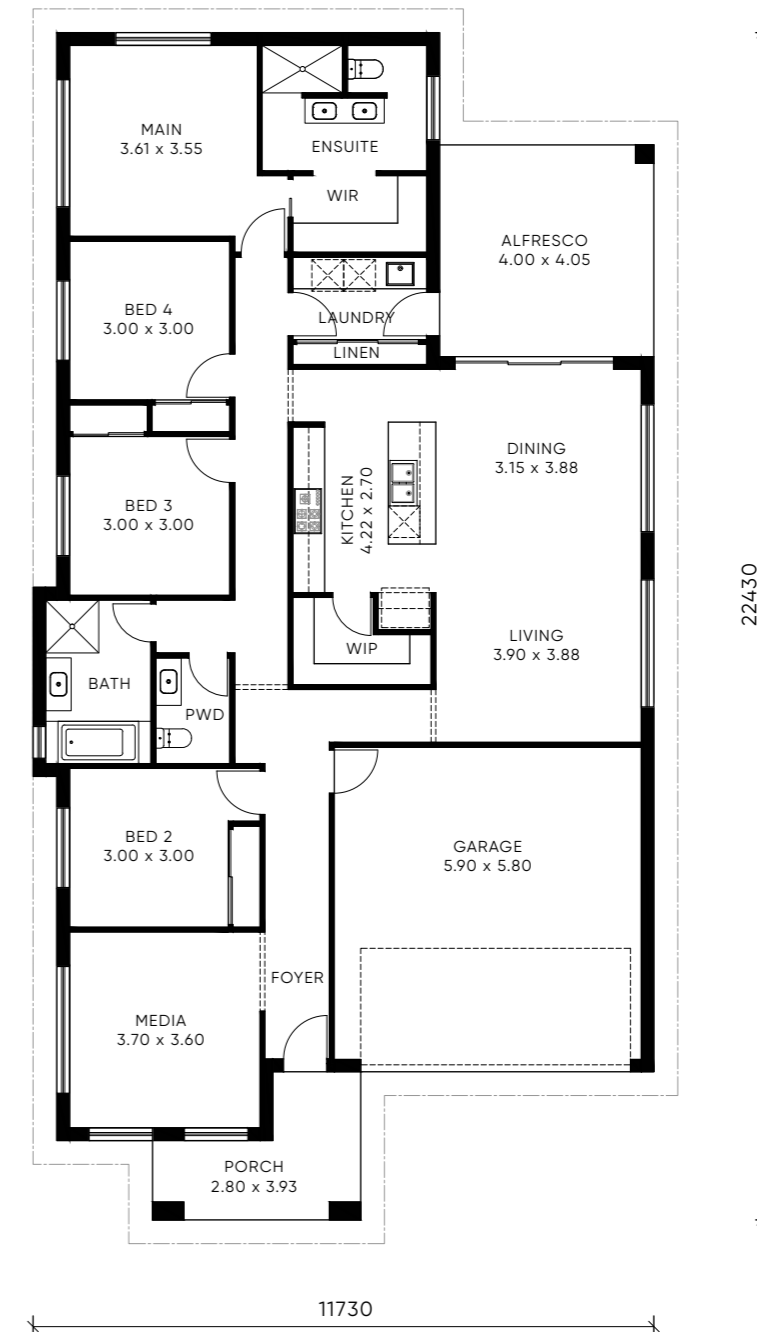 MAIN
3.61 x 3.55
ENSUITE
WIR
ALFRESCO
4.00 x 4.05
BED 4
3.00 x 3.00
LAUNDRY
LINEN
DINING
3.15 x 3.88
KITCHEN
4.22 x 2.70
BED 3
3.00 x 3.00
22430
LIVING
3.90 x 3.88
WIP
BATH
PWD
BED 2
3.00 x 3.00
GARAGE
5.90 x 5.80
FOYER
MEDIA
3.70 x 3.60
PORCH
2.80 x 3.93
11730